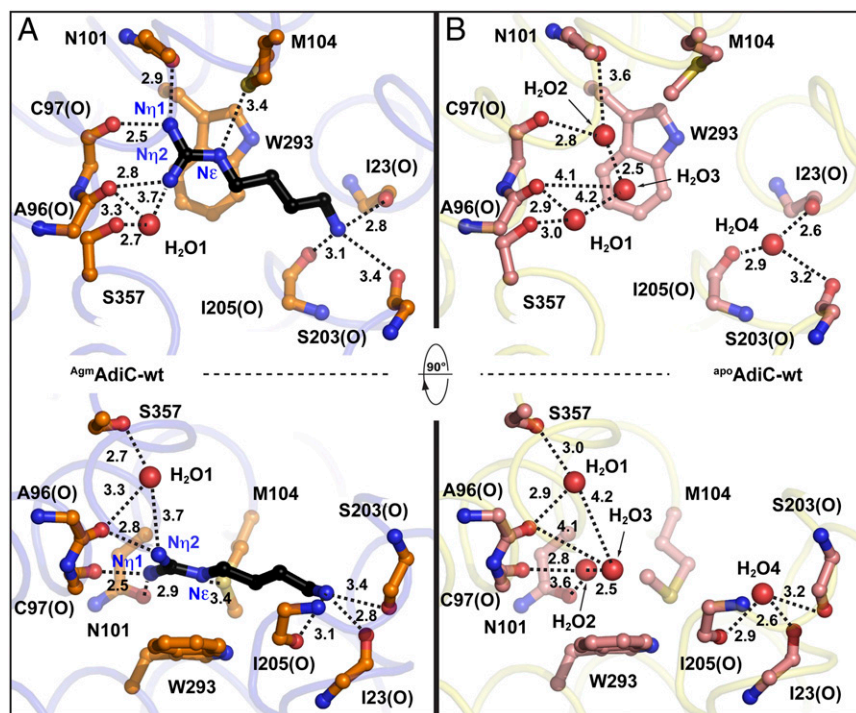 A
N101
M104
2.9
3.4
C97(O)
Nη1
2.5
Nη2
W293
Nε
2.8
I23(O)
A96(O)
3.3
3.7
2.8
2.7
H₂O1
3.1
3.4
S357
I205(O)
S203(O)
B
N101
M104
3.6
H₂O2
C97(O)
W293
2.8
2.5
4.1
H₂O3
I23(O)
A96(O)
2.9
4.2
H₂O4
2.6
3.0
H₂O1
2.9
I205(O)
3.2
S357
S203(O)
AgmAdiC-wt
90°
apoAdiC-wt
S357
2.7
H₂O1
A96(O)
3.3
M104
3.7
S203(O)
2.8
Nη2
Nη1
3.4
2.5
2.9
Nε
3.4
2.8
C97(O)
N101
3.1
I205(O)
W293
I23(O)
S357
3.0
H₂O1
A96(O)
2.9
M104
4.2
S203(O)
H₂O3
4.1
H₂O4
2.8
3.2
3.6
2.5
2.6
C97(O)
H₂O2
2.9
N101
I205(O)
W293
I23(O)